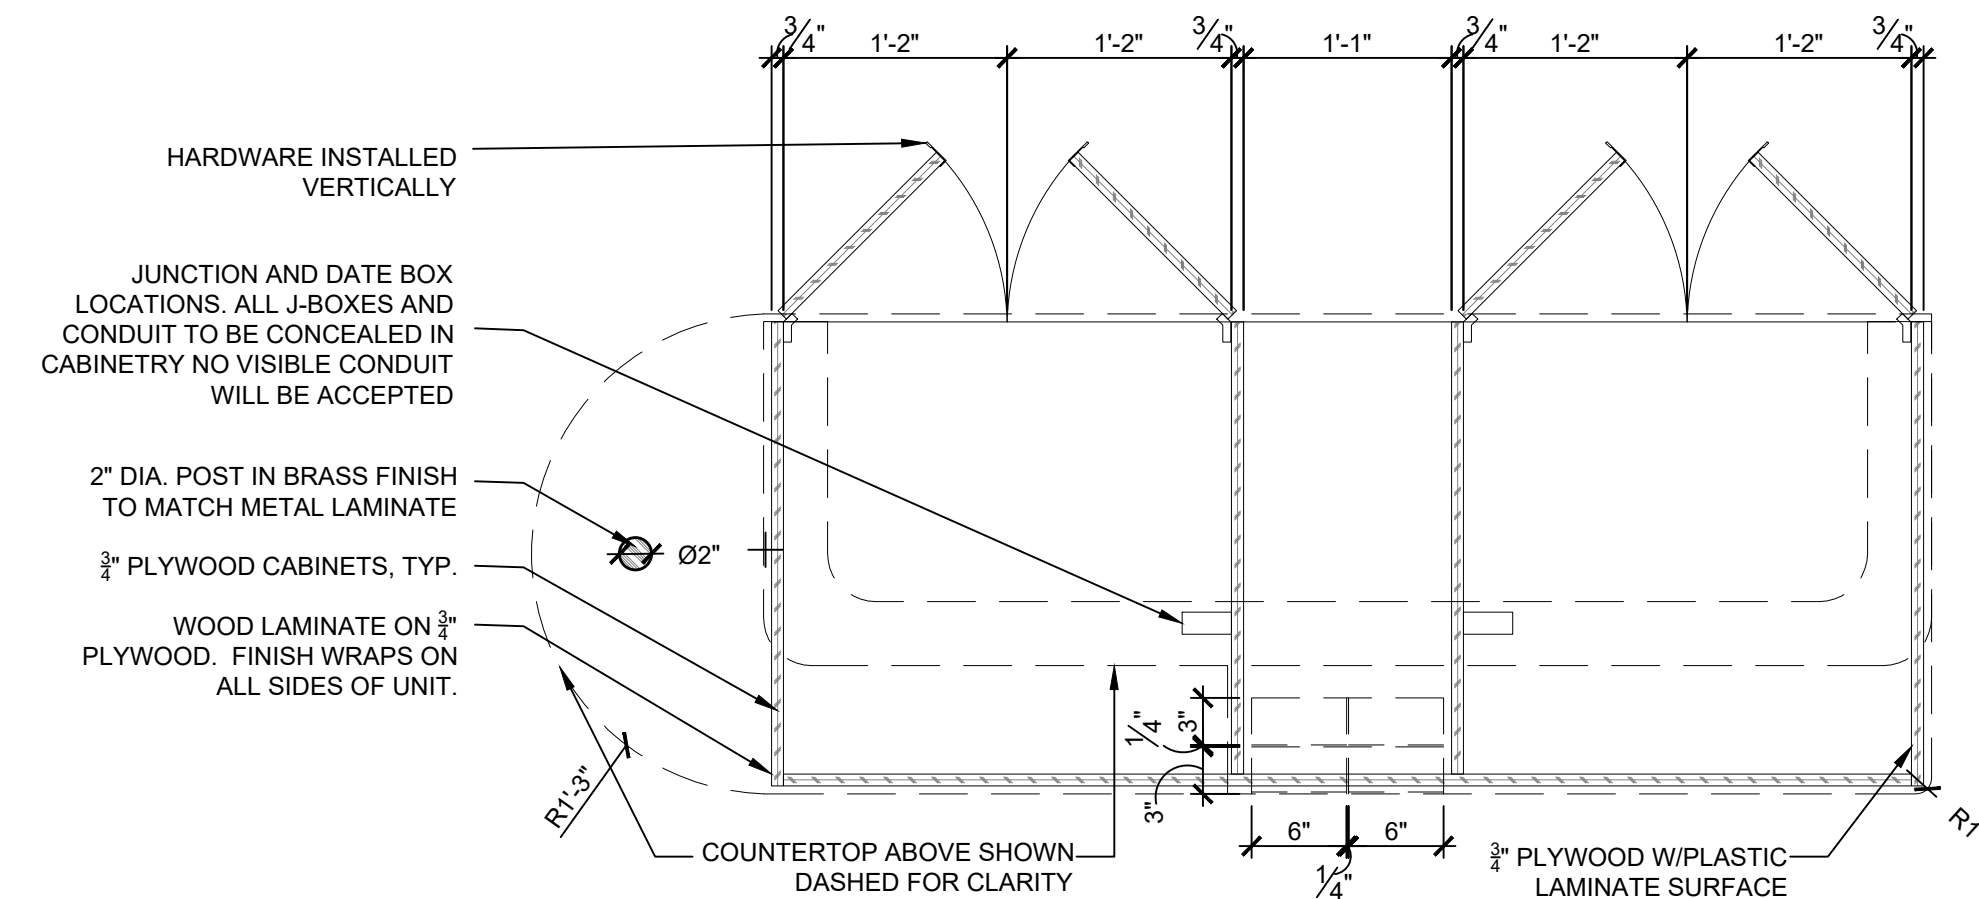 3/4" 1'-2" 1'-2" 3/4" 1'-1" 3/4" 1'-2" 1'-2" 3/4"
HARDWARE INSTALLED
VERTICALLY
JUNCTION AND DATE BOX
LOCATIONS. ALL J-BOXES AND
CONDUIT TO BE CONCEALED IN
CABINETRY NO VISIBLE CONDUIT
WILL BE ACCEPTED
2" DIA. POST IN BRASS FINISH
TO MATCH METAL LAMINATE
Ø2"
3/4" PLYWOOD CABINETS, TYP.
WOOD LAMINATE ON 3/4"
PLYWOOD. FINISH WRAPS ON
ALL SIDES OF UNIT.
R1'-3"
1/4"
3"
3"
6" 6"
1/4"
COUNTERTOP ABOVE SHOWN
DASHED FOR CLARITY
3/4" PLYWOOD W/PLASTIC
LAMINATE SURFACE
R1